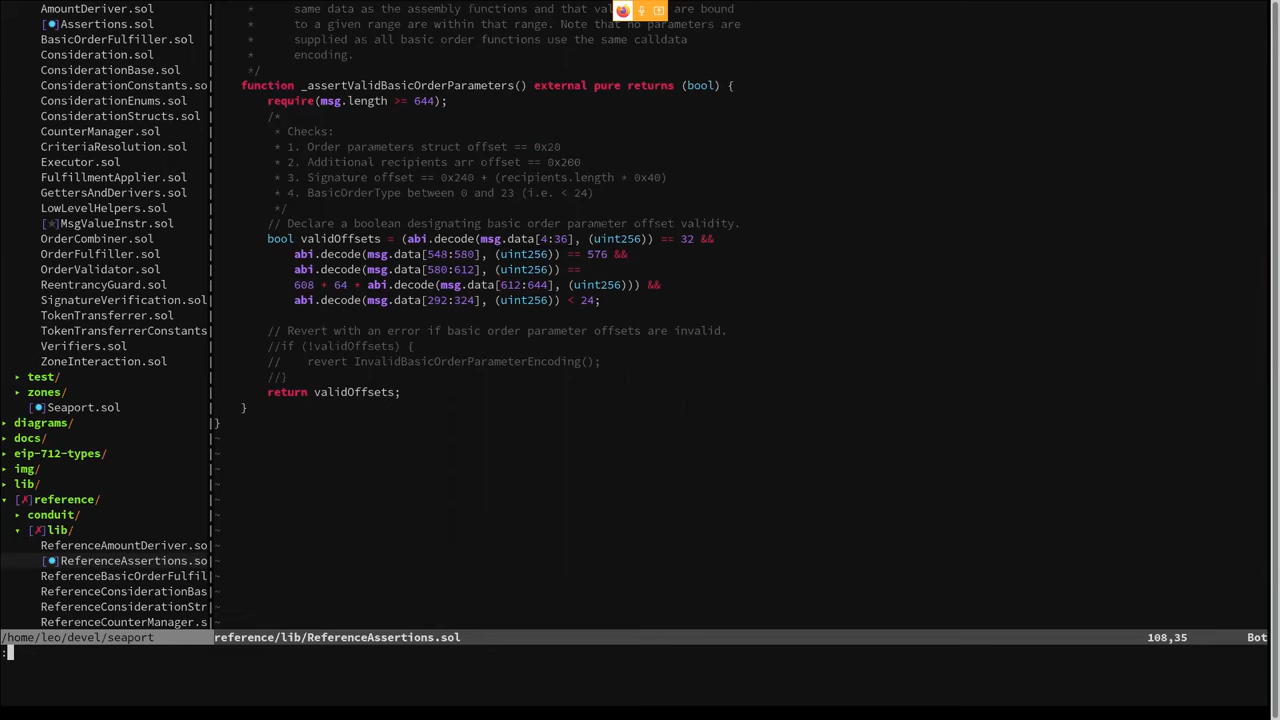 AmountDeriver.sol
[●]Assertions.sol
BasicOrderFulfiller.sol
Consideration.sol
ConsiderationBase.sol
ConsiderationConstants.so
ConsiderationEnums.sol
ConsiderationStructs.sol
CounterManager.sol
CriteriaResolution.sol
Executor.sol
FulfillmentApplier.sol
GettersAndDerivers.sol
LowLevelHelpers.sol
[★]MsgValueInstr.sol
OrderCombiner.sol
OrderFulfiller.sol
OrderValidator.sol
ReentrancyGuard.sol
SignatureVerification.sol
TokenTransferrer.sol
TokenTransferrerConstants
Verifiers.sol
ZoneInteraction.sol
▸ test/
▸ zones/
[●]Seaport.sol
▸ diagrams/
▸ docs/
▸ eip-712-types/
▸ img/
▸ lib/
▾ [✗]reference/
▸ conduit/
▾ [✗]lib/
ReferenceAmountDeriver.so
[●]ReferenceAssertions.so
ReferenceBasicOrderFulfil
ReferenceConsiderationBas
ReferenceConsiderationStr
ReferenceCounterManager.s
/home/leo/devel/seaport
* same data as the assembly functions and that val are bound
* to a given range are within that range. Note that no parameters are
* supplied as all basic order functions use the same calldata
* encoding.
*/
function _assertValidBasicOrderParameters() external pure returns (bool) {
require(msg.length >= 644);
/*
* Checks:
* 1. Order parameters struct offset == 0x20
* 2. Additional recipients arr offset == 0x200
* 3. Signature offset == 0x240 + (recipients.length * 0x40)
* 4. BasicOrderType between 0 and 23 (i.e. < 24)
*/
// Declare a boolean designating basic order parameter offset validity.
bool validOffsets = (abi.decode(msg.data[4:36], (uint256)) == 32 &&
abi.decode(msg.data[548:580], (uint256)) == 576 &&
abi.decode(msg.data[580:612], (uint256)) ==
608 + 64 * abi.decode(msg.data[612:644], (uint256))) &&
abi.decode(msg.data[292:324], (uint256)) < 24;
// Revert with an error if basic order parameter offsets are invalid.
//if (!validOffsets) {
// revert InvalidBasicOrderParameterEncoding();
//}
return validOffsets;
}
}
reference/lib/ReferenceAssertions.sol 108,35 Bot
: